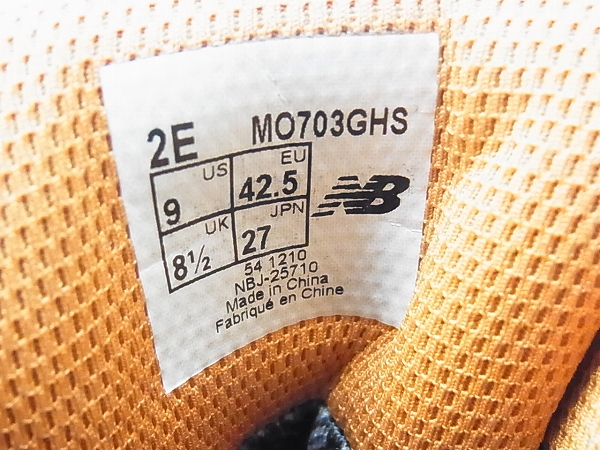 2E MO703GHS
US 9 EU 42.5
UK 8½ JPN 27
NB
54 1210
NBJ-25710
Made in China
Fabriqué en Chine